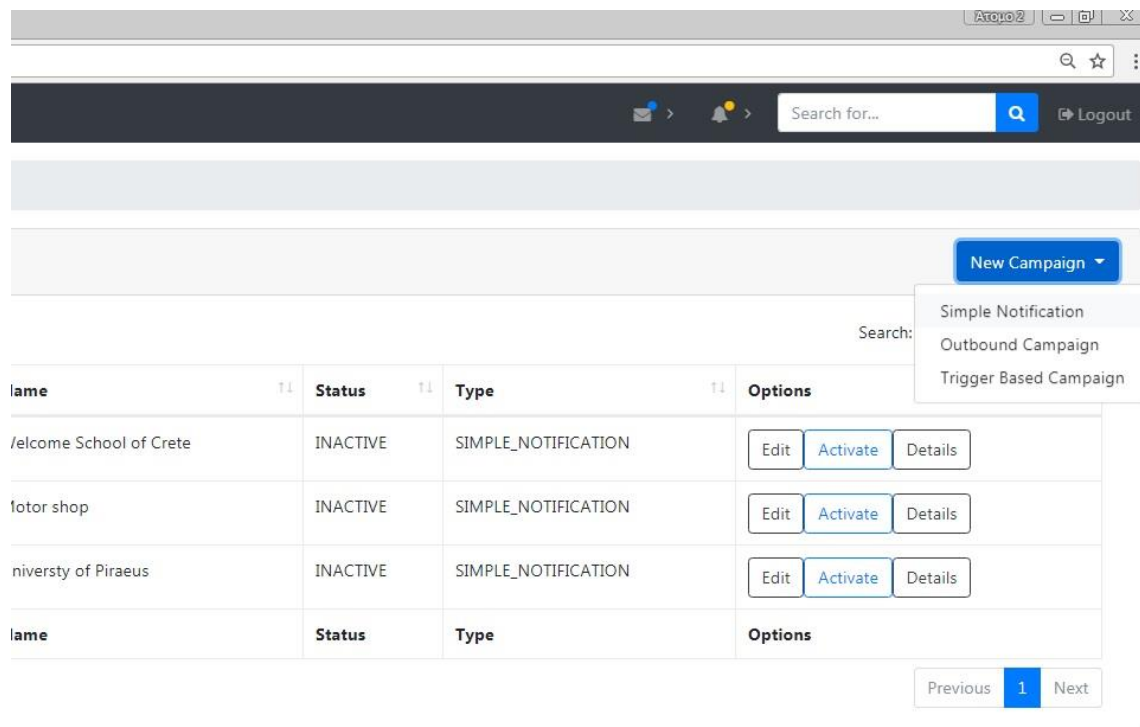 Άτομο 2
Search for...
Logout
New Campaign
Simple Notification
Search:
Outbound Campaign
Trigger Based Campaign
lame Status Type Options
/elcome School of Crete INACTIVE SIMPLE_NOTIFICATION Edit Activate Details
Motor shop INACTIVE SIMPLE_NOTIFICATION Edit Activate Details
niversty of Piraeus INACTIVE SIMPLE_NOTIFICATION Edit Activate Details
lame Status Type Options
Previous 1 Next